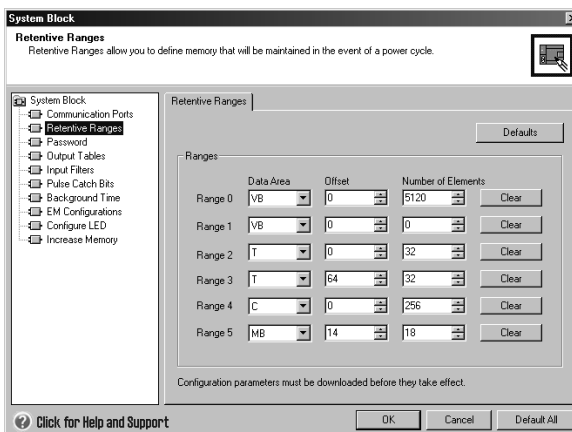 System Block
Retentive Ranges
Retentive Ranges allow you to define memory that will be maintained in the event of a power cycle.
System Block
Communication Ports
Retentive Ranges
Password
Output Tables
Input Filters
Pulse Catch Bits
Background Time
EM Configurations
Configure LED
Increase Memory
Retentive Ranges
Defaults
Ranges
Data Area Offset Number of Elements
Range 0 VB 0 5120 Clear
Range 1 VB 0 0 Clear
Range 2 T 0 32 Clear
Range 3 T 64 32 Clear
Range 4 C 0 256 Clear
Range 5 MB 14 18 Clear
Configuration parameters must be downloaded before they take effect.
Click for Help and Support
OK Cancel Default All